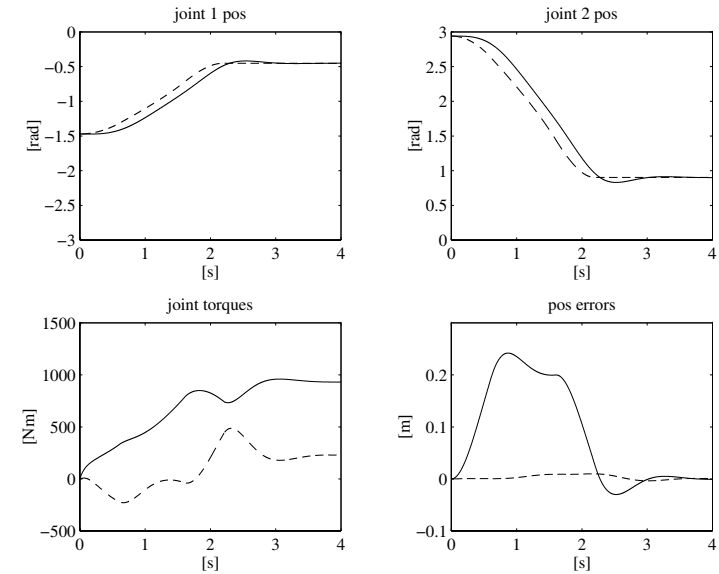 joint 1 pos
0
−0.5
−1
−1.5
−2
−2.5
−3
[rad]
0 1 2 3 4
[s]
joint 2 pos
3
2.5
2
1.5
1
0.5
0
[rad]
0 1 2 3 4
[s]
joint torques
1500
1000
500
0
−500
[Nm]
0 1 2 3 4
[s]
pos errors
0.2
0.1
0
−0.1
[m]
0 1 2 3 4
[s]